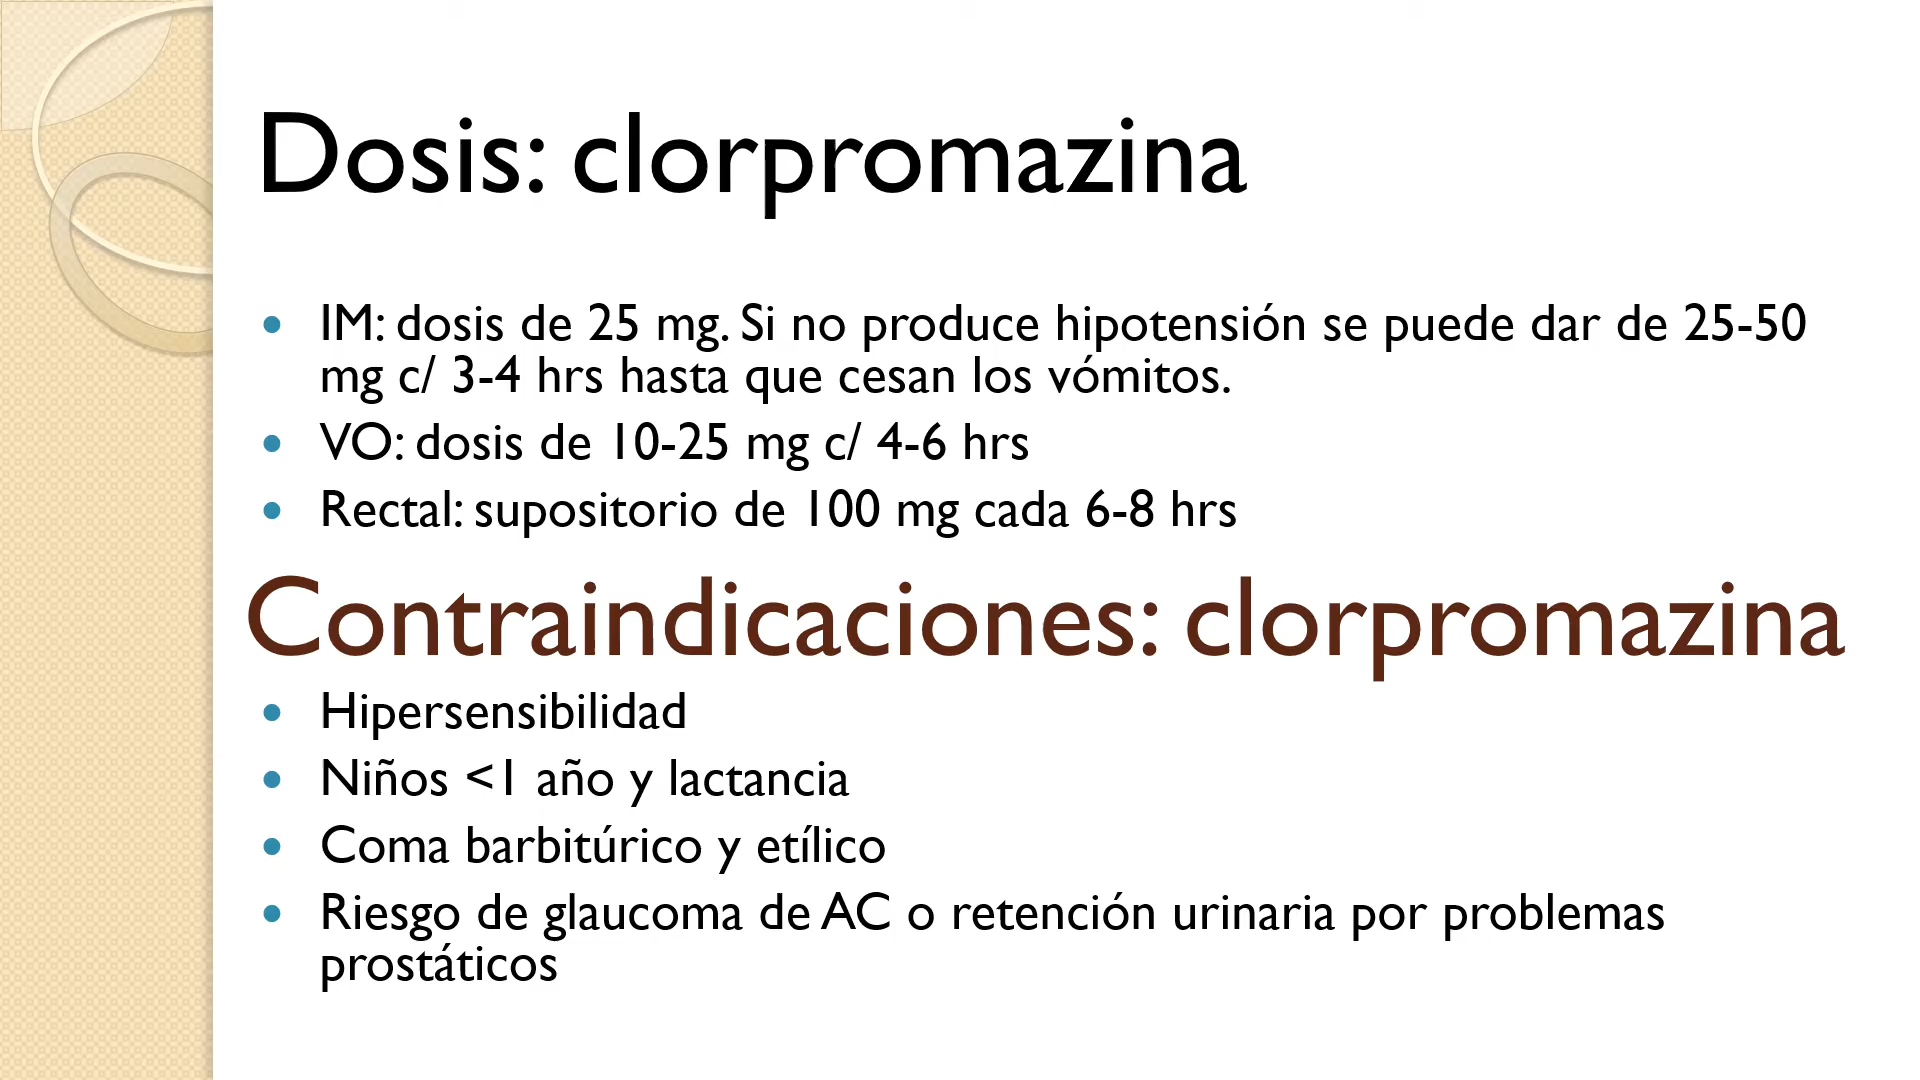 Dosis: clorpromazina
• IM: dosis de 25 mg. Si no produce hipotensión se puede dar de 25-50
mg c/ 3-4 hrs hasta que cesan los vómitos.
• VO: dosis de 10-25 mg c/ 4-6 hrs
• Rectal: supositorio de 100 mg cada 6-8 hrs
Contraindicaciones: clorpromazina
• Hipersensibilidad
• Niños <1 año y lactancia
• Coma barbitúrico y etílico
• Riesgo de glaucoma de AC o retención urinaria por problemas
prostáticos